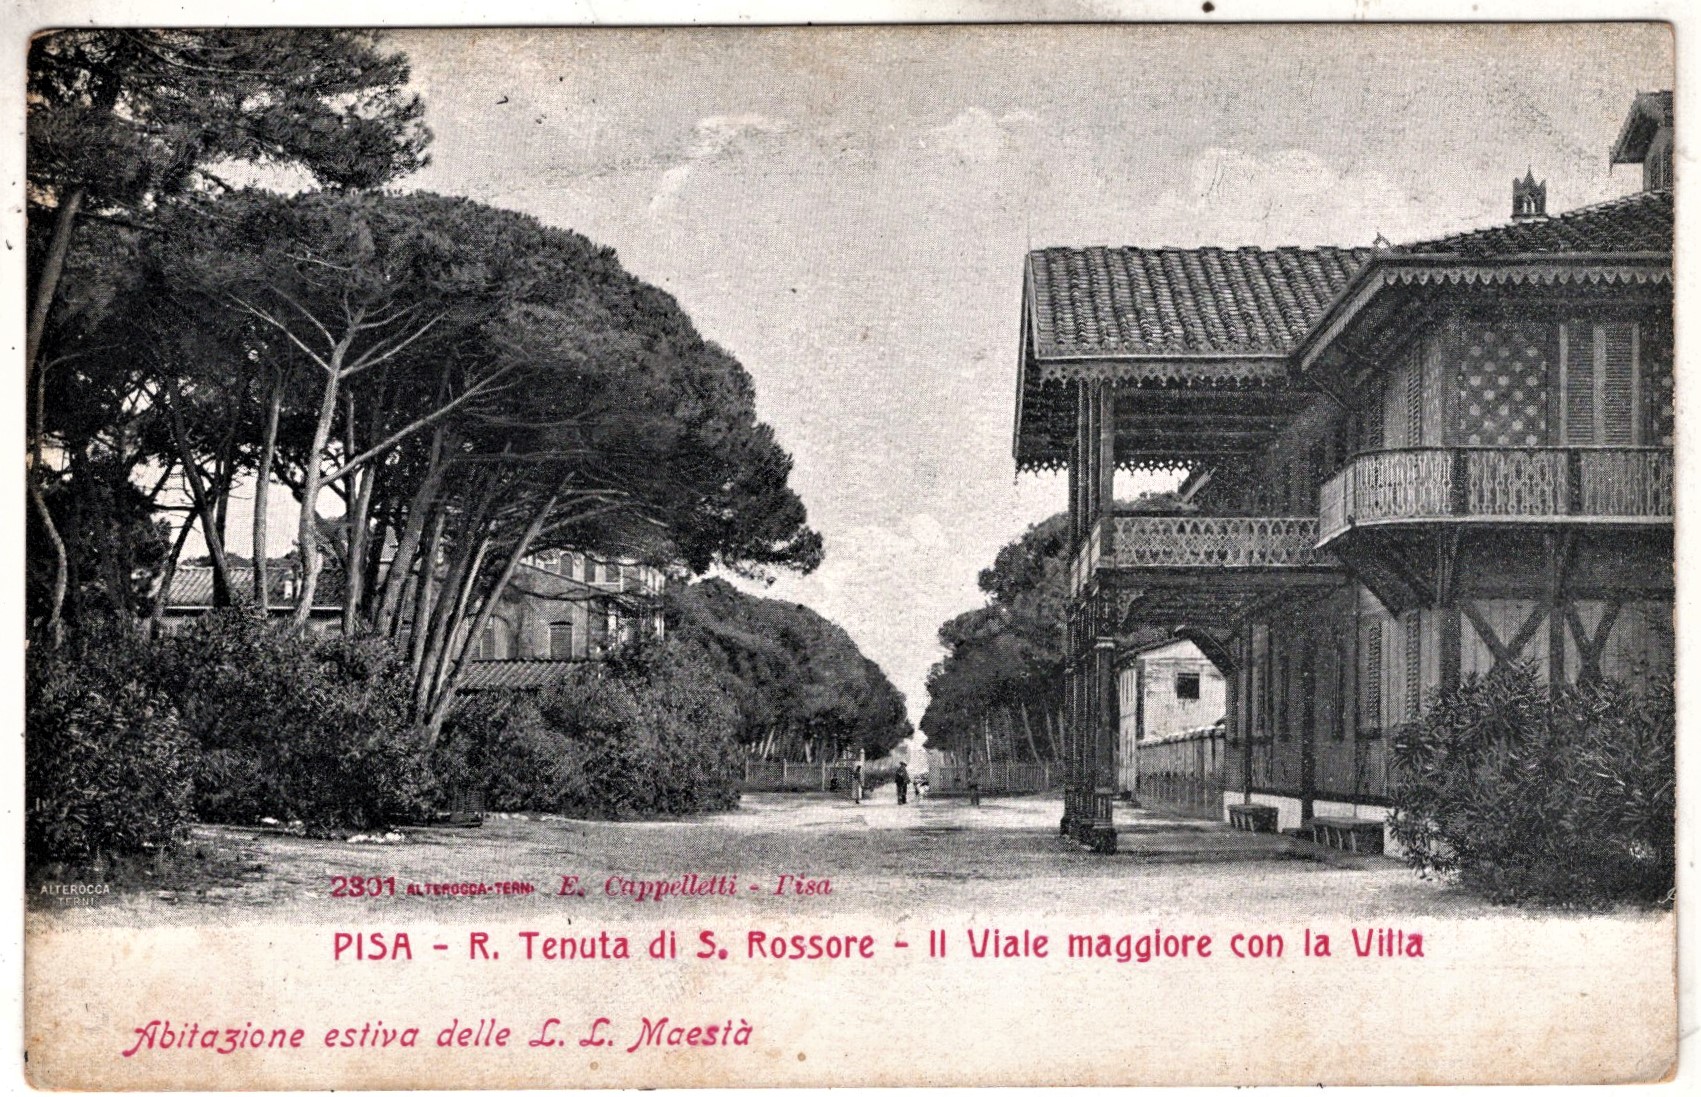 ALTEROCCA
TERNI
2301 ALTEROCCA-TERNI E. Cappelletti - Pisa
PISA - R. Tenuta di S. Rossore - Il Viale maggiore con la Villa
Abitazione estiva delle L. L. Maestà